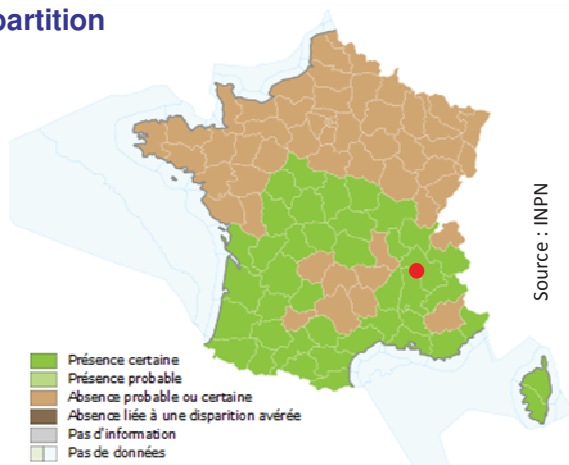 partition
Source : INPN
Présence certaine
Présence probable
Absence probable ou certaine
Absence liée à une disparition avérée
Pas d'information
Pas de données